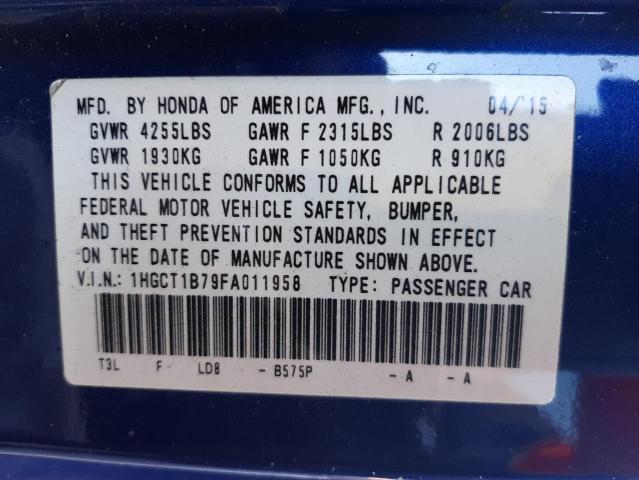 MFD. BY HONDA OF AMERICA MFG., INC. 04/15
GVWR 4255LBS GAWR F 2315LBS R 2006LBS
GVWR 1930KG GAWR F 1050KG R 910KG
THIS VEHICLE CONFORMS TO ALL APPLICABLE
FEDERAL MOTOR VEHICLE SAFETY, BUMPER,
AND THEFT PREVENTION STANDARDS IN EFFECT
ON THE DATE OF MANUFACTURE SHOWN ABOVE.
V.I.N.: 1HGCT1B79FA011958 TYPE: PASSENGER CAR
T3L F LD8 - B575P - A - A